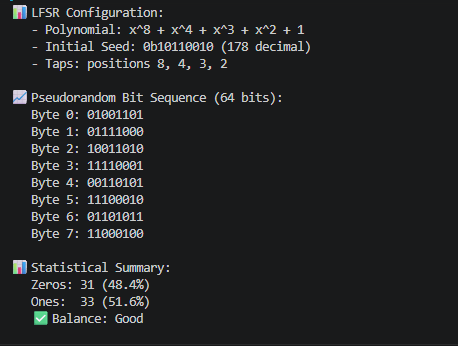 📊 LFSR Configuration:
- Polynomial: x^8 + x^4 + x^3 + x^2 + 1
- Initial Seed: 0b10110010 (178 decimal)
- Taps: positions 8, 4, 3, 2
📈 Pseudorandom Bit Sequence (64 bits):
Byte 0: 01001101
Byte 1: 01111000
Byte 2: 10011010
Byte 3: 11110001
Byte 4: 00110101
Byte 5: 11100010
Byte 6: 01101011
Byte 7: 11000100
📊 Statistical Summary:
Zeros: 31 (48.4%)
Ones:  33 (51.6%)
✅ Balance: Good